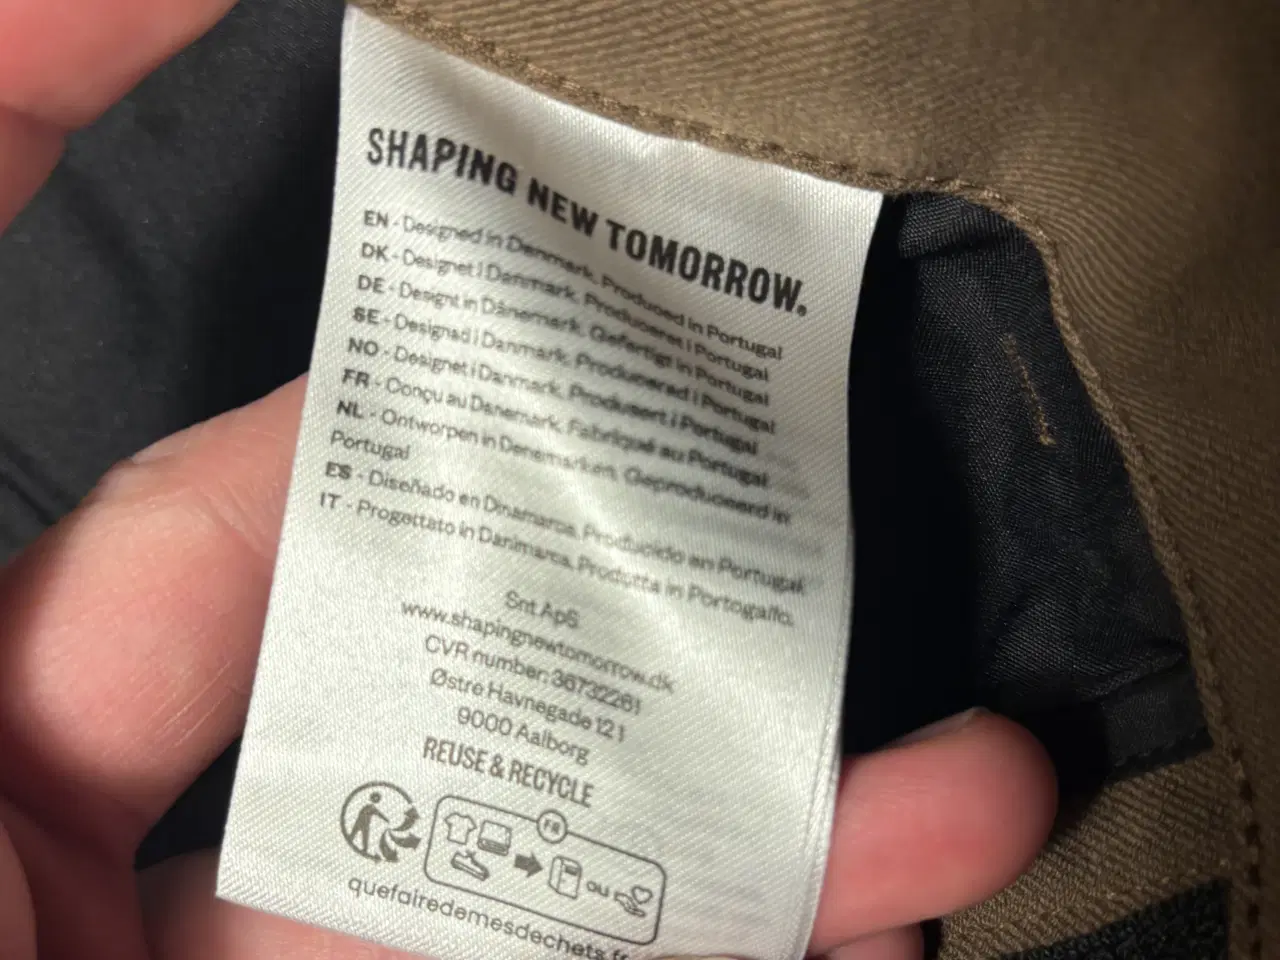 SHAPING NEW TOMORROW.
EN - Designed in Denmark, Produced in Portugal
DK - Designet i Danmark, Produceret i Portugal
DE - Designt in Dänemark, Gefertigt in Portugal
SE - Designad i Danmark, Producerad i Portugal
NO - Designet i Danmark, Produsert i Portugal
FR - Conçu au Danemark, Fabriqué au Portugal
NL - Ontworpen in Denemarken, Geproduceerd in
Portugal
ES - Diseñado en Dinamarca, Producido en Portugal
IT - Progettato in Danimarca, Prodotta in Portogallo.
Snt ApS
www.shapingnewtomorrow.dk
CVR number: 36732261
Østre Havnegade 12 1
9000 Aalborg
REUSE & RECYCLE
FR
ou
quefairedemesdechets.fr